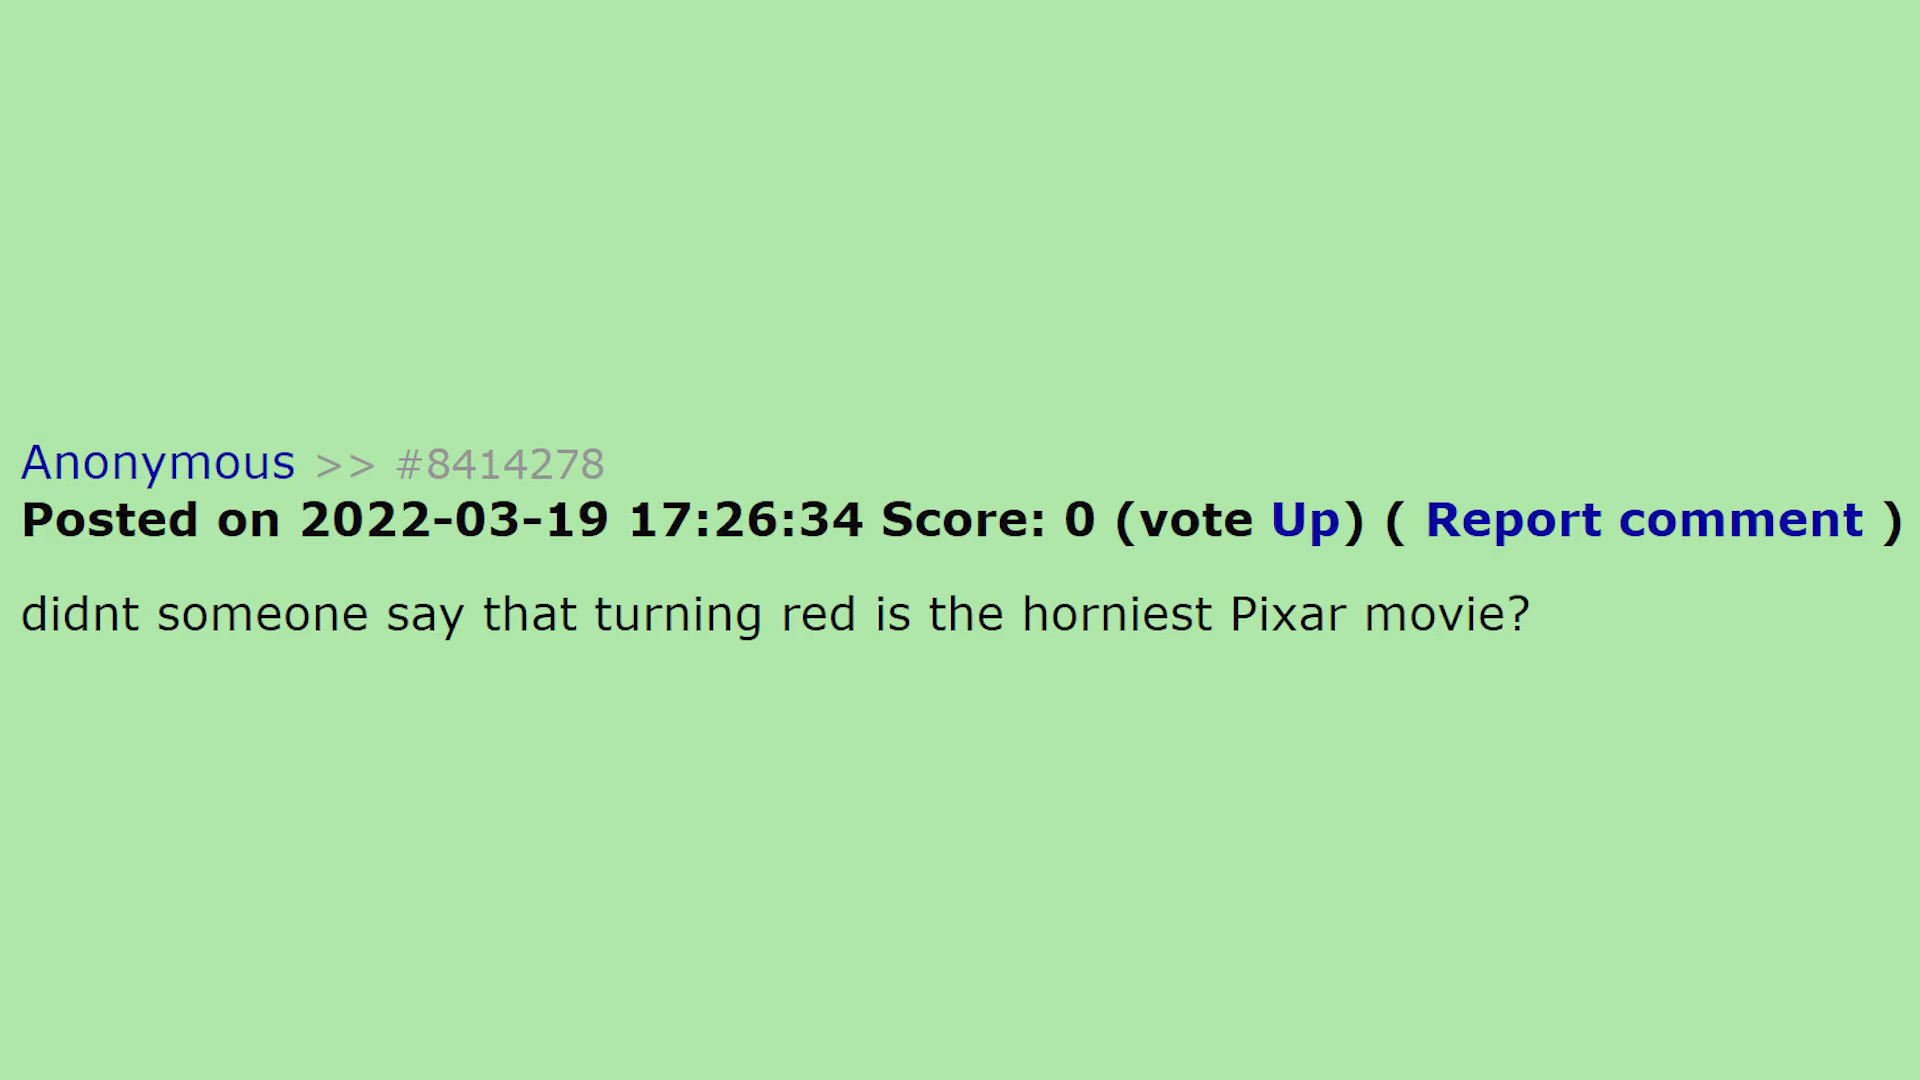 Anonymous >> #8414278
Posted on 2022-03-19 17:26:34 Score: 0 (vote Up) ( Report comment )
didnt someone say that turning red is the horniest Pixar movie?